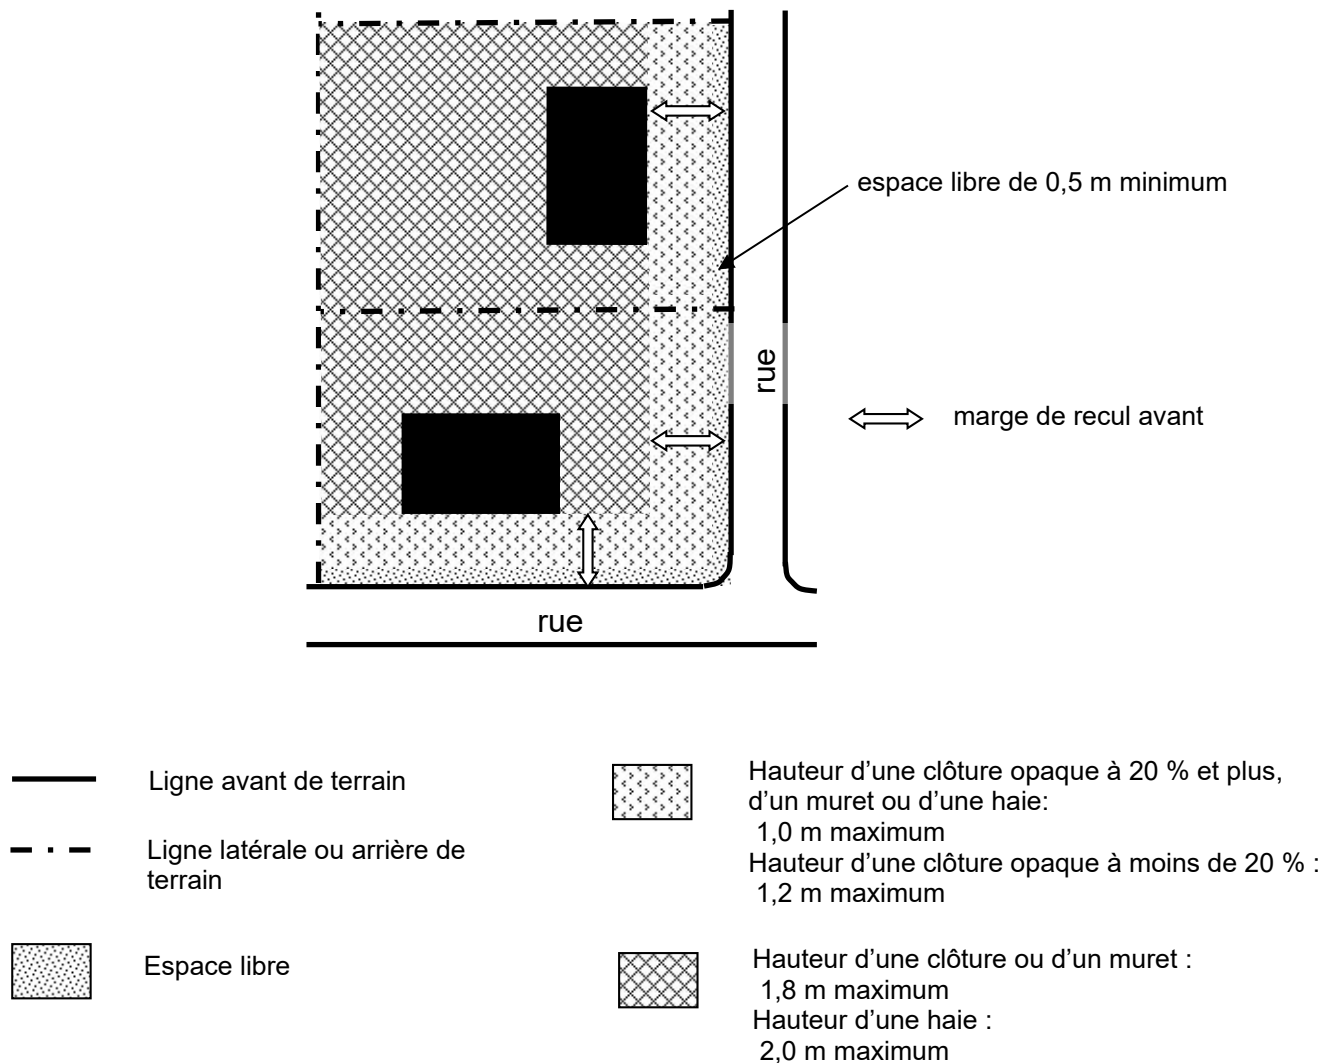 espace libre de 0,5 m minimum
rue
marge de recul avant
rue
Ligne avant de terrain
Ligne latérale ou arrière de
terrain
Espace libre
Hauteur d’une clôture opaque à 20 % et plus,
d’un muret ou d’une haie:
1,0 m maximum
Hauteur d’une clôture opaque à moins de 20 % :
1,2 m maximum
Hauteur d’une clôture ou d’un muret :
1,8 m maximum
Hauteur d’une haie :
2,0 m maximum